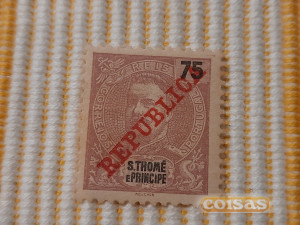 75
REPUBLICA
S.THOMÉ
E PRINCIPE
coisas